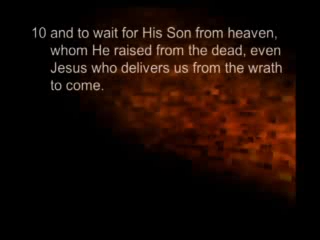 10 and to wait for His Son from heaven,
whom He raised from the dead, even
Jesus who delivers us from the wrath
to come.